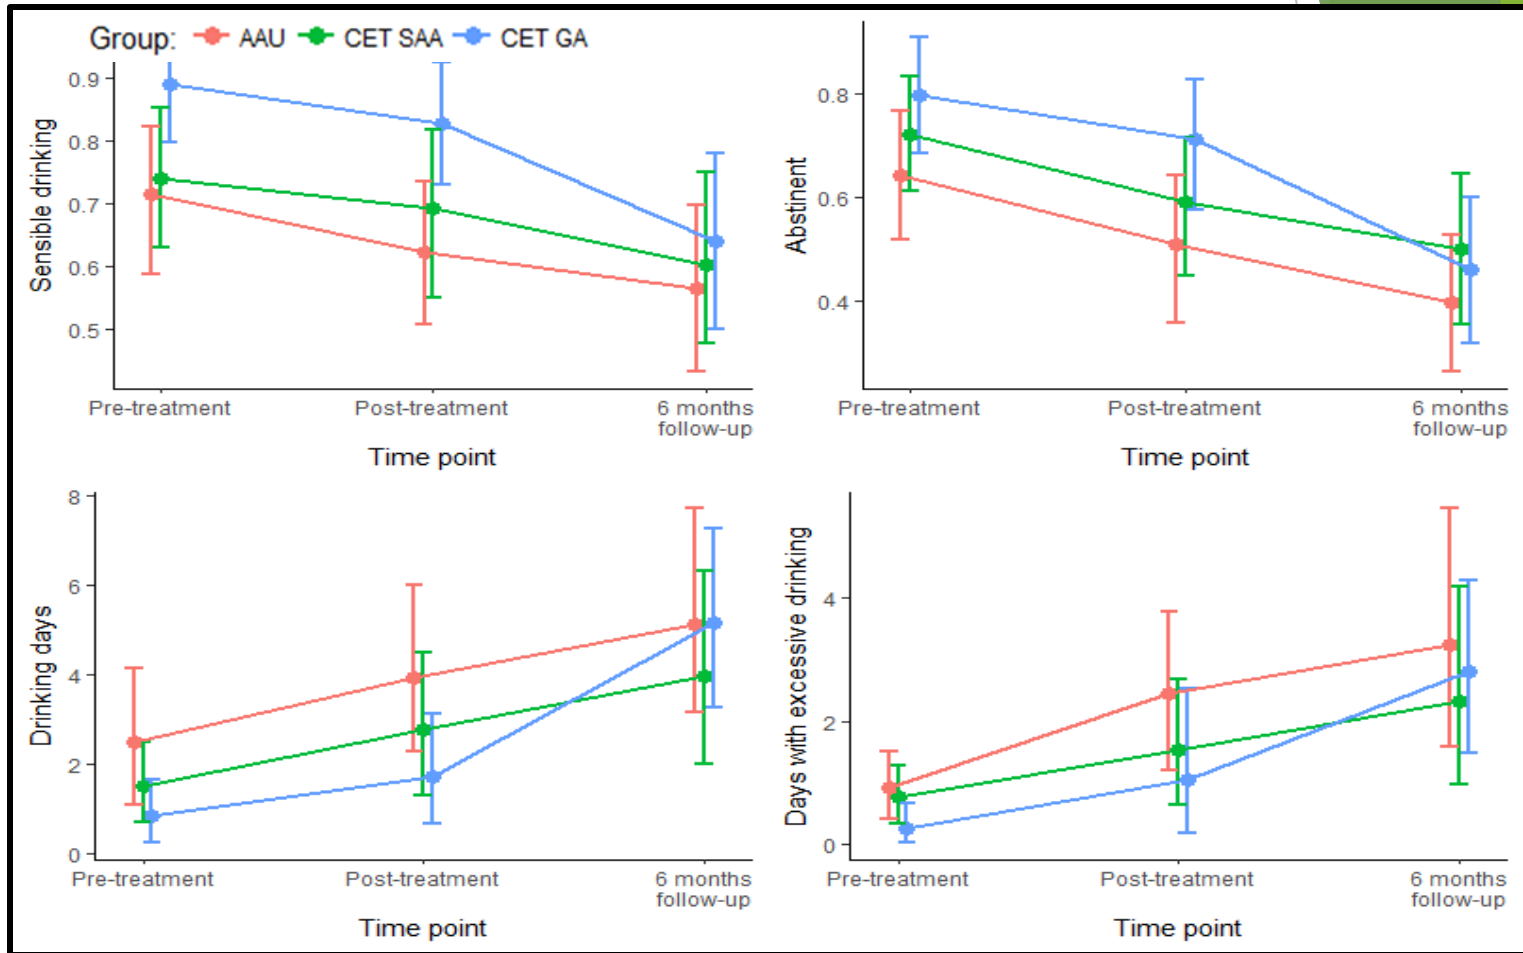 Group: AAU CET SAA CET GA
Sensible drinking
0.9
0.8
0.7
0.6
0.5
Pre-treatment Post-treatment 6 months
follow-up
Time point
Abstinent
0.8
0.6
0.4
Pre-treatment Post-treatment 6 months
follow-up
Time point
Drinking days
8
6
4
2
0
Pre-treatment Post-treatment 6 months
follow-up
Time point
Days with excessive drinking
4
2
0
Pre-treatment Post-treatment 6 months
follow-up
Time point